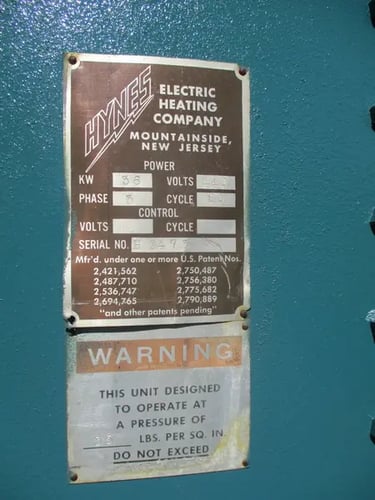 HYNES
ELECTRIC
HEATING
COMPANY
MOUNTAINSIDE,
NEW JERSEY
POWER
KW 36 VOLTS
PHASE 3 CYCLE
CONTROL
VOLTS CYCLE
SERIAL NO.
Mfr'd. under one or more U.S. Patent Nos.
2,421,562 2,750,487
2,487,710 2,756,380
2,536,747 2,775,682
2,694,765 2,790,889
"and other patents pending"
WARNING
THIS UNIT DESIGNED
TO OPERATE AT
A PRESSURE OF
LBS. PER SQ. IN.
DO NOT EXCEED